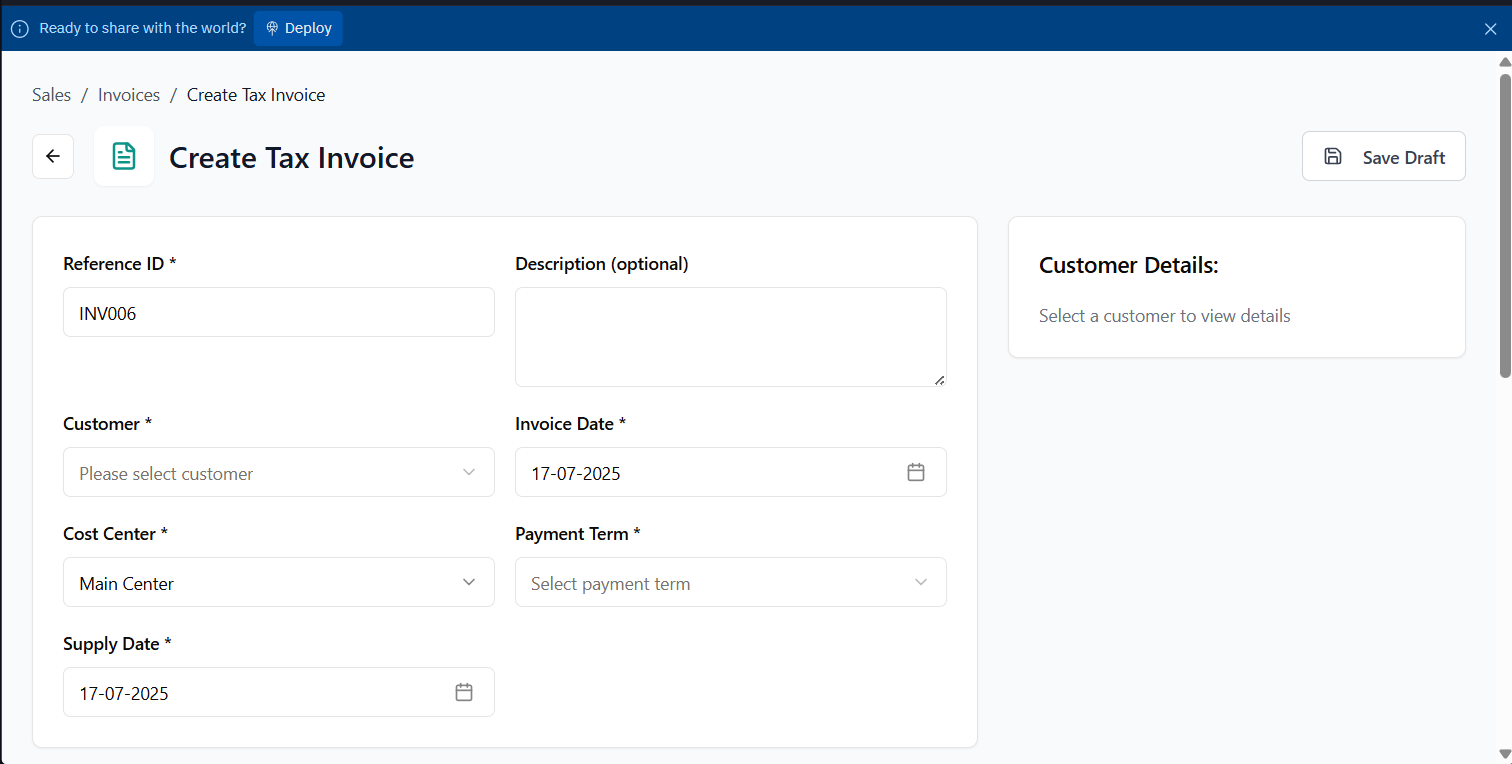 Ready to share with the world? Deploy
Sales / Invoices / Create Tax Invoice
Create Tax Invoice
Save Draft
Reference ID *
INV006
Description (optional)
Customer Details:
Select a customer to view details
Customer *
Please select customer
Invoice Date *
17-07-2025
Cost Center *
Main Center
Payment Term *
Select payment term
Supply Date *
17-07-2025